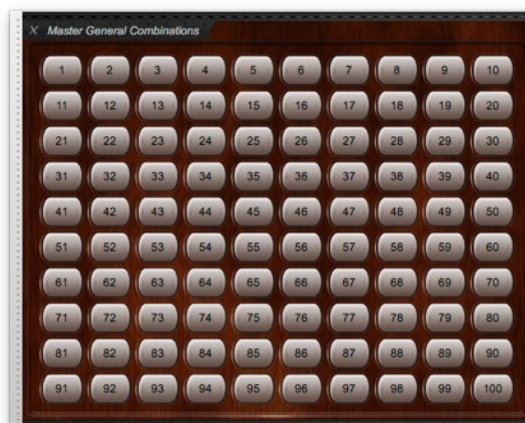 X Master General Combinations
1 2 3 4 5 6 7 8 9 10
11 12 13 14 15 16 17 18 19 20
21 22 23 24 25 26 27 28 29 30
31 32 33 34 35 36 37 38 39 40
41 42 43 44 45 46 47 48 49 50
51 52 53 54 55 56 57 58 59 60
61 62 63 64 65 66 67 68 69 70
71 72 73 74 75 76 77 78 79 80
81 82 83 84 85 86 87 88 89 90
91 92 93 94 95 96 97 98 99 100